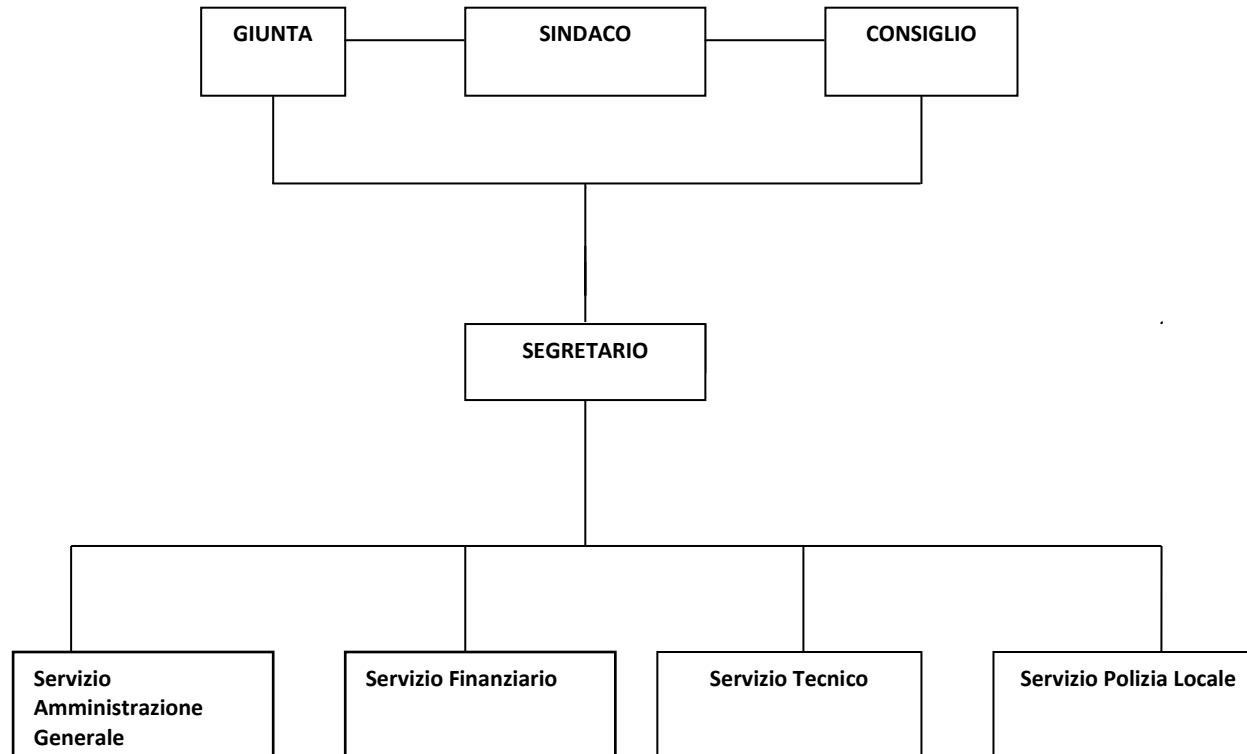 GIUNTA
SINDACO
CONSIGLIO
SEGRETARIO
Servizio
Amministrazione
Generale
Servizio Finanziario
Servizio Tecnico
Servizio Polizia Locale